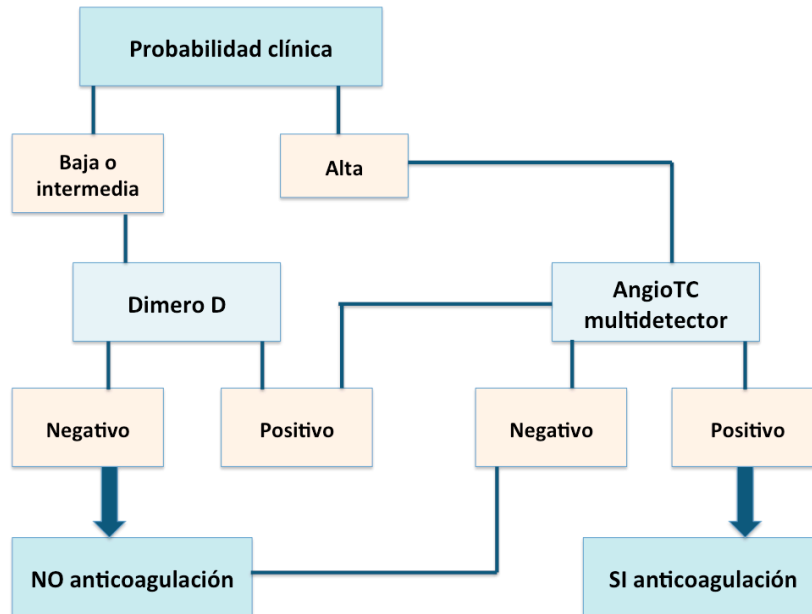 Probabilidad clínica
Baja o
intermedia
Alta
Dimero D
AngioTC
multidetector
Negativo
Positivo
Negativo
Positivo
NO anticoagulación
SI anticoagulación